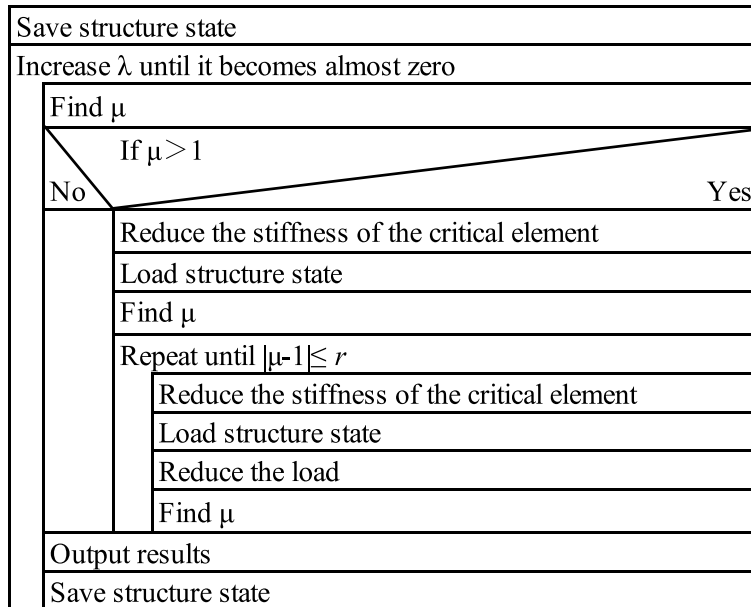 Save structure state
Increase λ until it becomes almost zero
Find μ
If μ > 1
No
Yes
Reduce the stiffness of the critical element
Load structure state
Find μ
Repeat until |μ-1|≤ r
Reduce the stiffness of the critical element
Load structure state
Reduce the load
Find μ
Output results
Save structure state